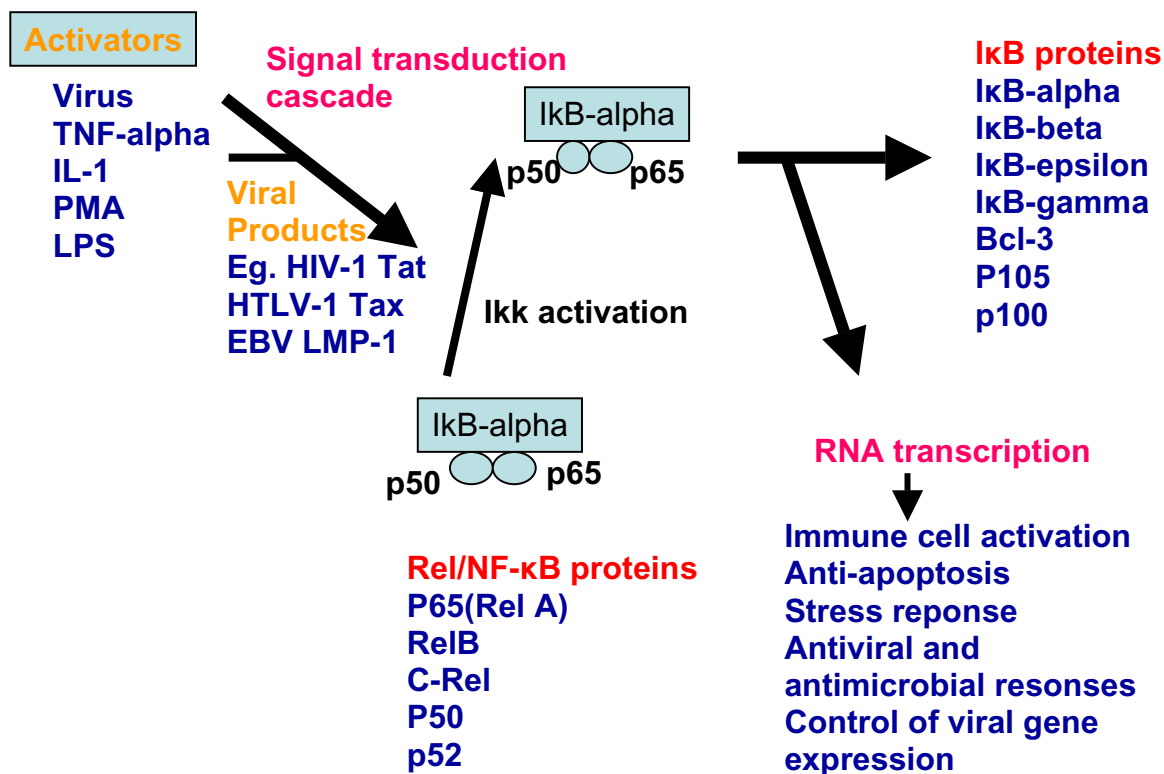 Activators
Virus
TNF-alpha
IL-1
PMA
LPS
Signal transduction
cascade
Viral
Products
Eg. HIV-1 Tat
HTLV-1 Tax
EBV LMP-1
IkB-alpha
p50
p65
Ikk activation
IkB-alpha
p50
p65
Rel/NF-κB proteins
P65(Rel A)
RelB
C-Rel
P50
p52
IκB proteins
IκB-alpha
IκB-beta
IκB-epsilon
IκB-gamma
Bcl-3
P105
p100
RNA transcription
Immune cell activation
Anti-apoptosis
Stress reponse
Antiviral and
antimicrobial resonses
Control of viral gene
expression